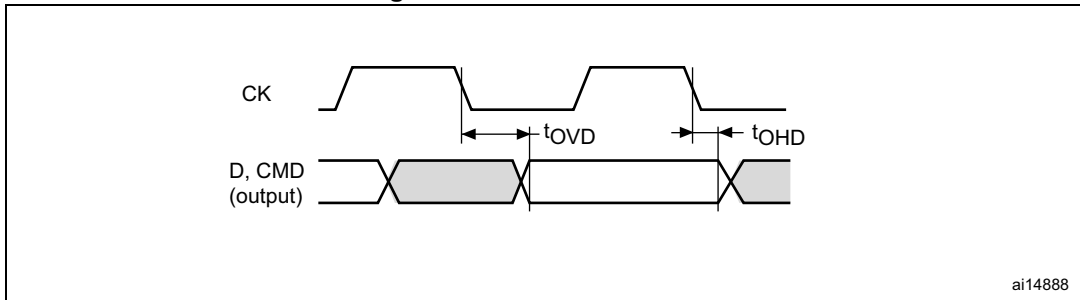 CK
tOVD
tOHD
D, CMD
(output)
ai14888